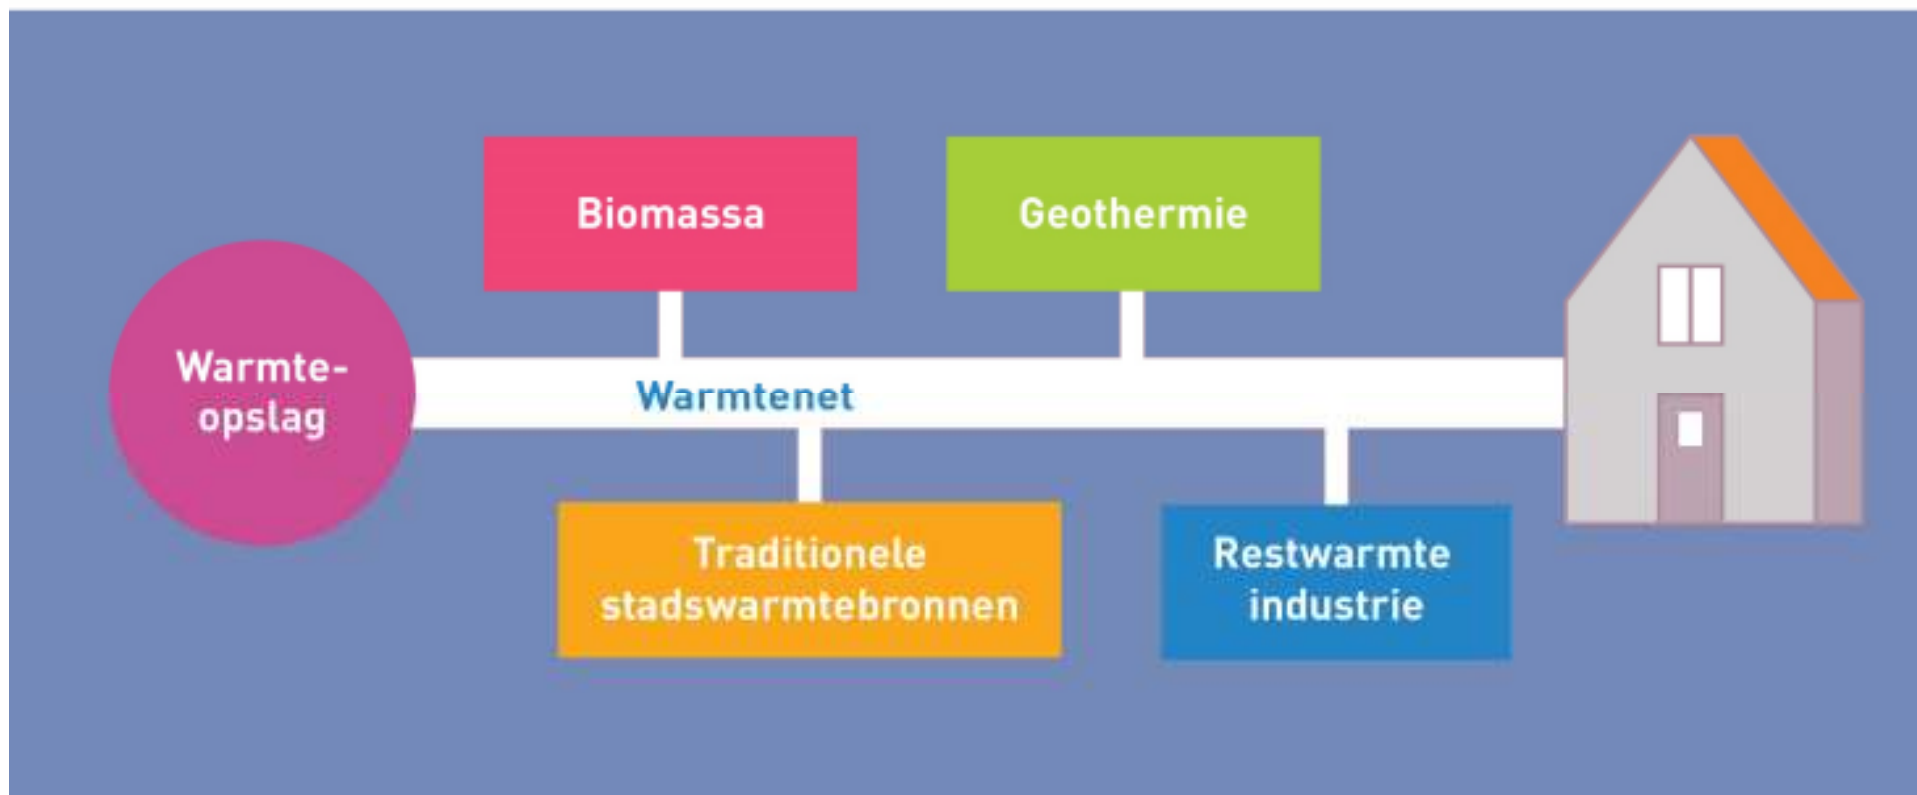 Biomassa
Geothermie
Warmte-
opslag
Warmtenet
Traditionele
stadswarmtebronnen
Restwarmte
industrie